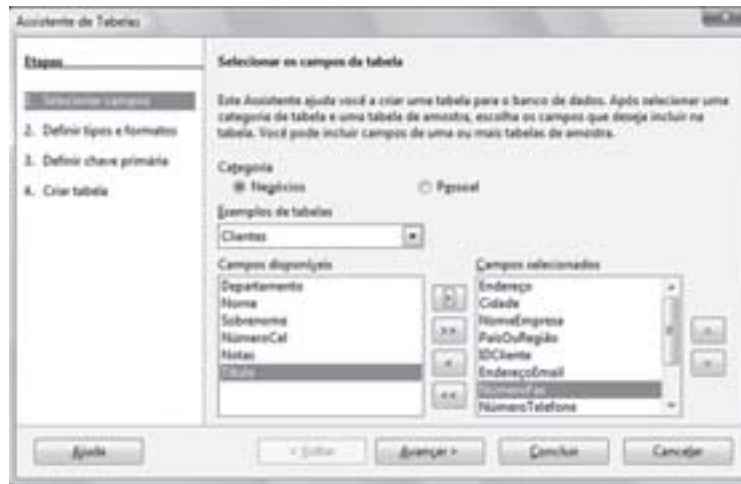 Assistente de Tabelas
Etapas
1. Selecionar campos
2. Definir tipos e formatos
3. Definir chave primária
4. Criar tabela
Selecionar os campos da tabela
Este Assistente ajuda você a criar uma tabela para o banco de dados. Após selecionar uma
categoria de tabela e uma tabela de amostra, escolha os campos que deseja incluir na
tabela. Você pode incluir campos de uma ou mais tabelas de amostra.
Categoria
Negócios
Pessoal
Exemplos de tabelas
Clientes
Campos disponíveis
Departamento
Nome
Sobrenome
NúmeroCel
Notas
Título
>
>>
<
<<
Campos selecionados
Endereço
Cidade
NomeEmpresa
PaísOuRegião
IDCliente
EndereçoEmail
NúmeroFax
NúmeroTelefone
Ajuda
< Voltar
Avançar >
Concluir
Cancelar